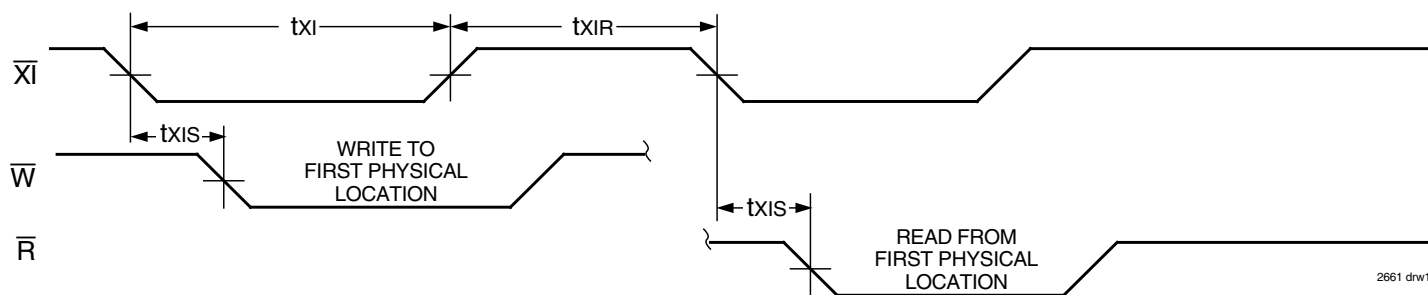 tXI
tXIR
XI
tXIS
W
WRITE TO
FIRST PHYSICAL
LOCATION
tXIS
R
READ FROM
FIRST PHYSICAL
LOCATION
2661 drw1